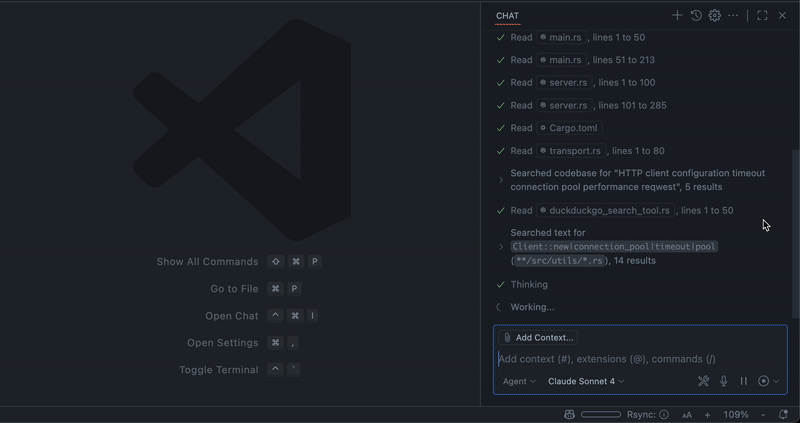 CHAT
Read main.rs, lines 1 to 50
Read main.rs, lines 51 to 213
Read server.rs, lines 1 to 100
Read server.rs, lines 101 to 285
Read Cargo.toml
Read transport.rs, lines 1 to 80
Searched codebase for "HTTP client configuration timeout
connection pool performance reqwest", 5 results
Read duckduckgo_search_tool.rs, lines 1 to 50
Searched text for
Client::new|connection_pool|timeout|pool
(**/src/utils/*.rs), 14 results
Thinking
Working...
Add Context...
Add context (#), extensions (@), commands (/)
Agent Claude Sonnet 4
Show All Commands ⇧ ⌘ P
Go to File ⌘ P
Open Chat ^ ⌘ I
Open Settings ⌘ ,
Toggle Terminal ^ `
Rsync: AA + 109% -